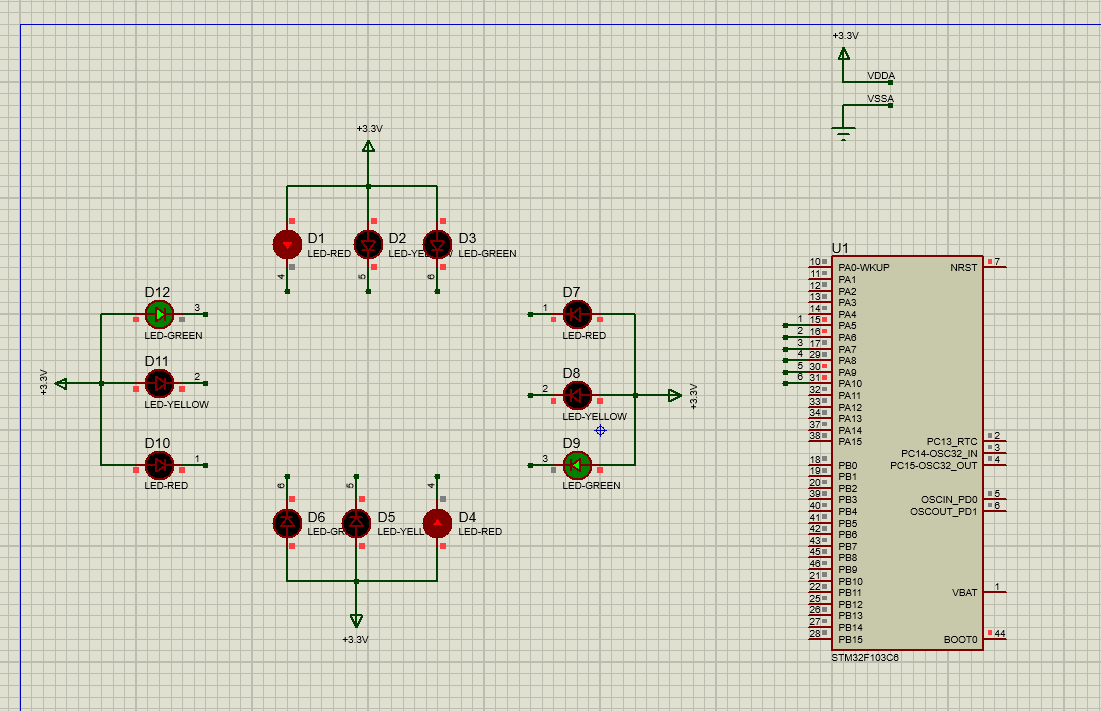 +3.3V
VDDA
VSSA
+3.3V
D1
LED-RED
4
D2
LED-YELLOW
5
D3
LED-GREEN
6
D12
3
LED-GREEN
D11
2
LED-YELLOW
D10
1
LED-RED
+3.3V
D7
1
LED-RED
D8
2
LED-YELLOW
D9
3
LED-GREEN
+3.3V
6
D6
LED-GR
5
D5
LED-YELL
4
D4
LED-RED
+3.3V
U1
10 PA0-WKUP NRST 7
11 PA1
12 PA2
13 PA3
14 PA4
1 15 PA5
2 16 PA6
3 17 PA7
4 29 PA8
5 30 PA9
6 31 PA10
32 PA11
33 PA12
34 PA13
37 PA14
38 PA15 PC13_RTC 2
PC14-OSC32_IN 3
18 PB0 PC15-OSC32_OUT 4
19 PB1
20 PB2
39 PB3 OSCIN_PD0 5
40 PB4 OSCOUT_PD1 6
41 PB5
42 PB6
43 PB7
45 PB8
46 PB9
21 PB10
22 PB11 VBAT 1
25 PB12
26 PB13
27 PB14
28 PB15 BOOT0 44
STM32F103C6